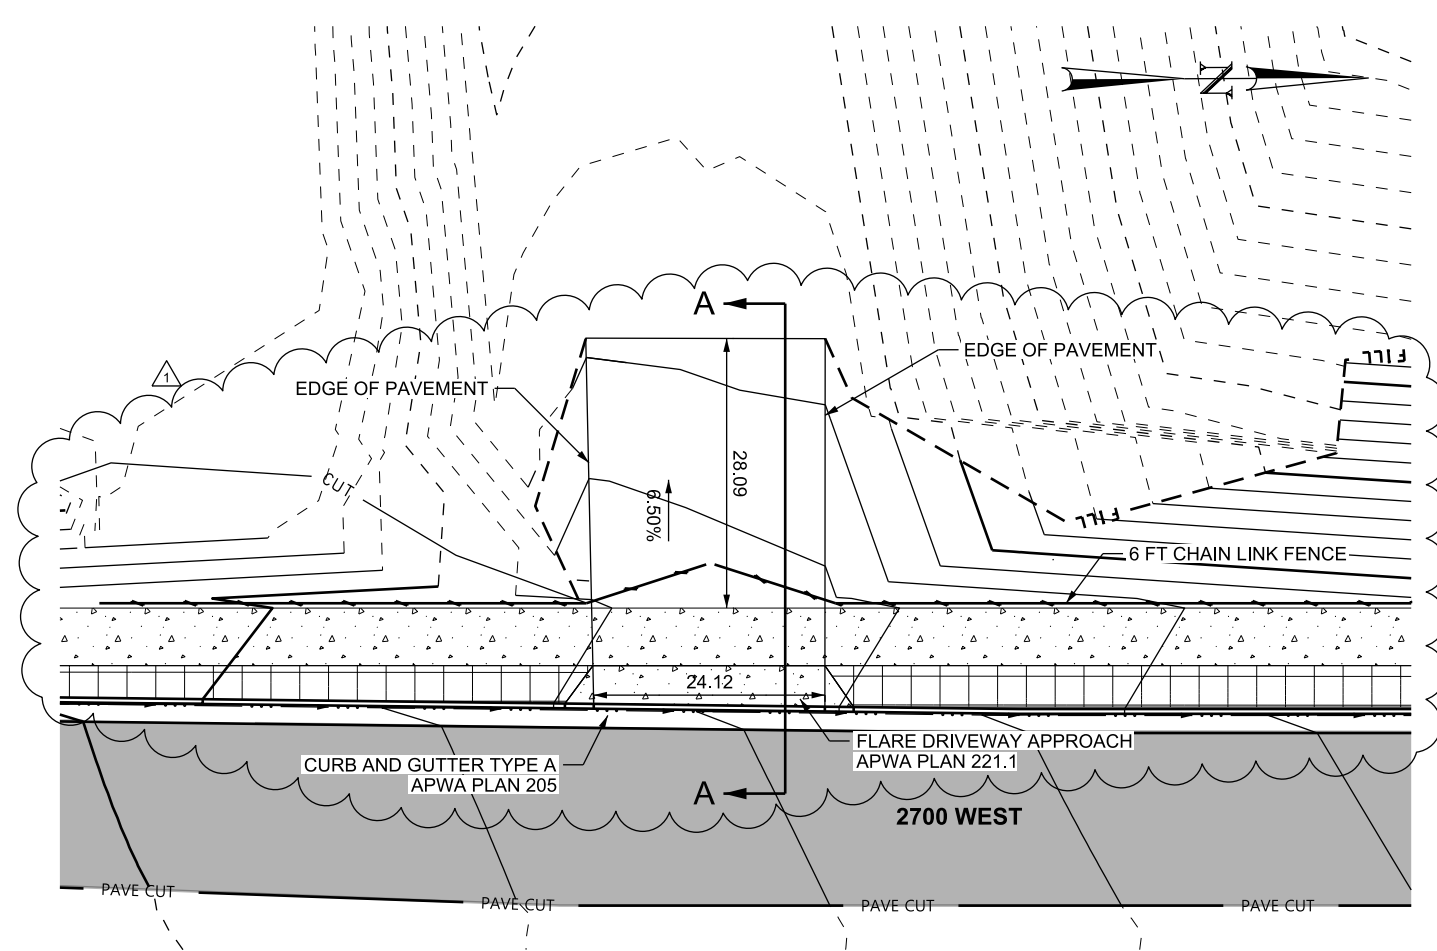 N
A
FILL
EDGE OF PAVEMENT
1
EDGE OF PAVEMENT
28.09
CUT
6.50%
FILL
6 FT CHAIN LINK FENCE
24.12
FLARE DRIVEWAY APPROACH
APWA PLAN 221.1
CURB AND GUTTER TYPE A
APWA PLAN 205
A
2700 WEST
PAVE CUT
PAVE CUT
PAVE CUT
PAVE CUT